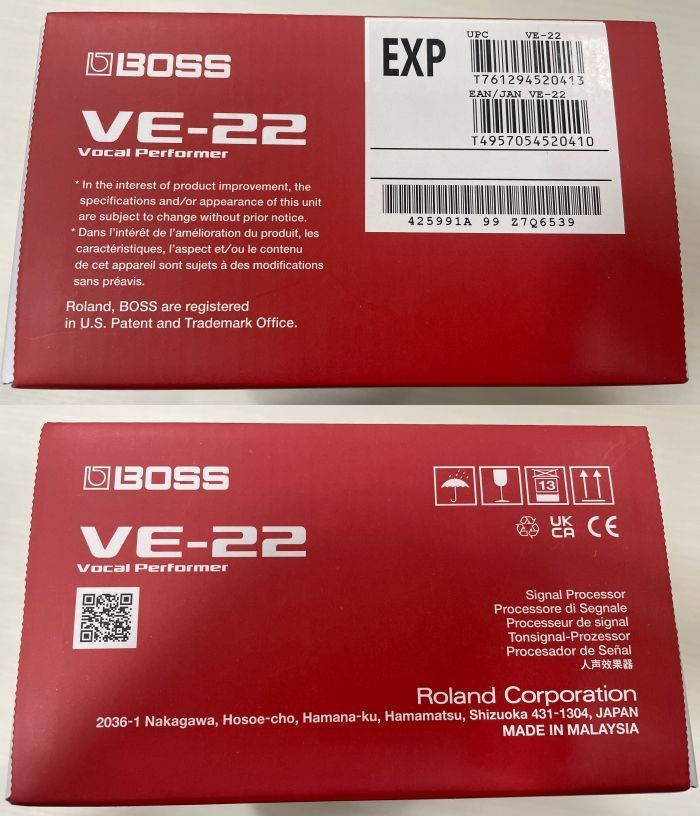 BOSS
VE-22
Vocal Performer
* In the interest of product improvement, the
specifications and/or appearance of this unit
are subject to change without prior notice.
* Dans l'intérêt de l'amélioration du produit, les
caractéristiques, l'aspect et/ou le contenu
de cet appareil sont sujets à des modifications
sans préavis.
Roland, BOSS are registered
in U.S. Patent and Trademark Office.
EXP
UPC VE-22
T761294520413
EAN/JAN VE-22
T4957054520410
425991A 99 Z7Q6539
BOSS
VE-22
Vocal Performer
13
UK
CA CE
Signal Processor
Processore di Segnale
Processeur de signal
Tonsignal-Prozessor
Procesador de Señal
人声效果器
Roland Corporation
2036-1 Nakagawa, Hosoe-cho, Hamana-ku, Hamamatsu, Shizuoka 431-1304, JAPAN
MADE IN MALAYSIA